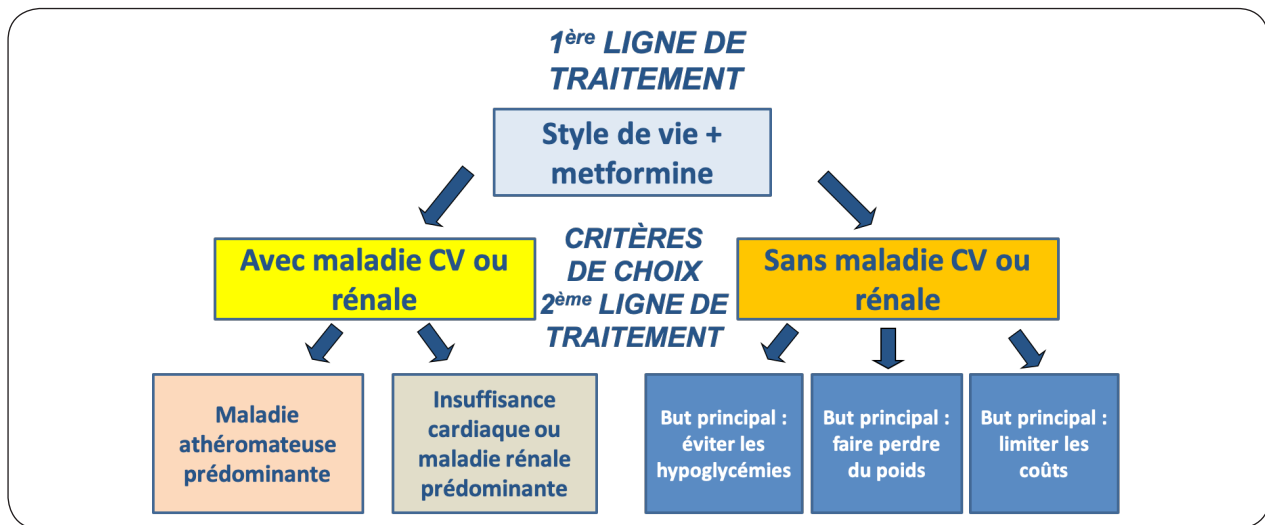 1ère LIGNE DE
TRAITEMENT
Style de vie +
metformine
Avec maladie CV ou
rénale
CRITÈRES
DE CHOIX
2ème LIGNE DE
TRAITEMENT
Sans maladie CV ou
rénale
Maladie
athéromateuse
prédominante
Insuffisance
cardiaque ou
maladie rénale
prédominante
But principal :
éviter les
hypoglycémies
But principal :
faire perdre
du poids
But principal :
limiter les
coûts